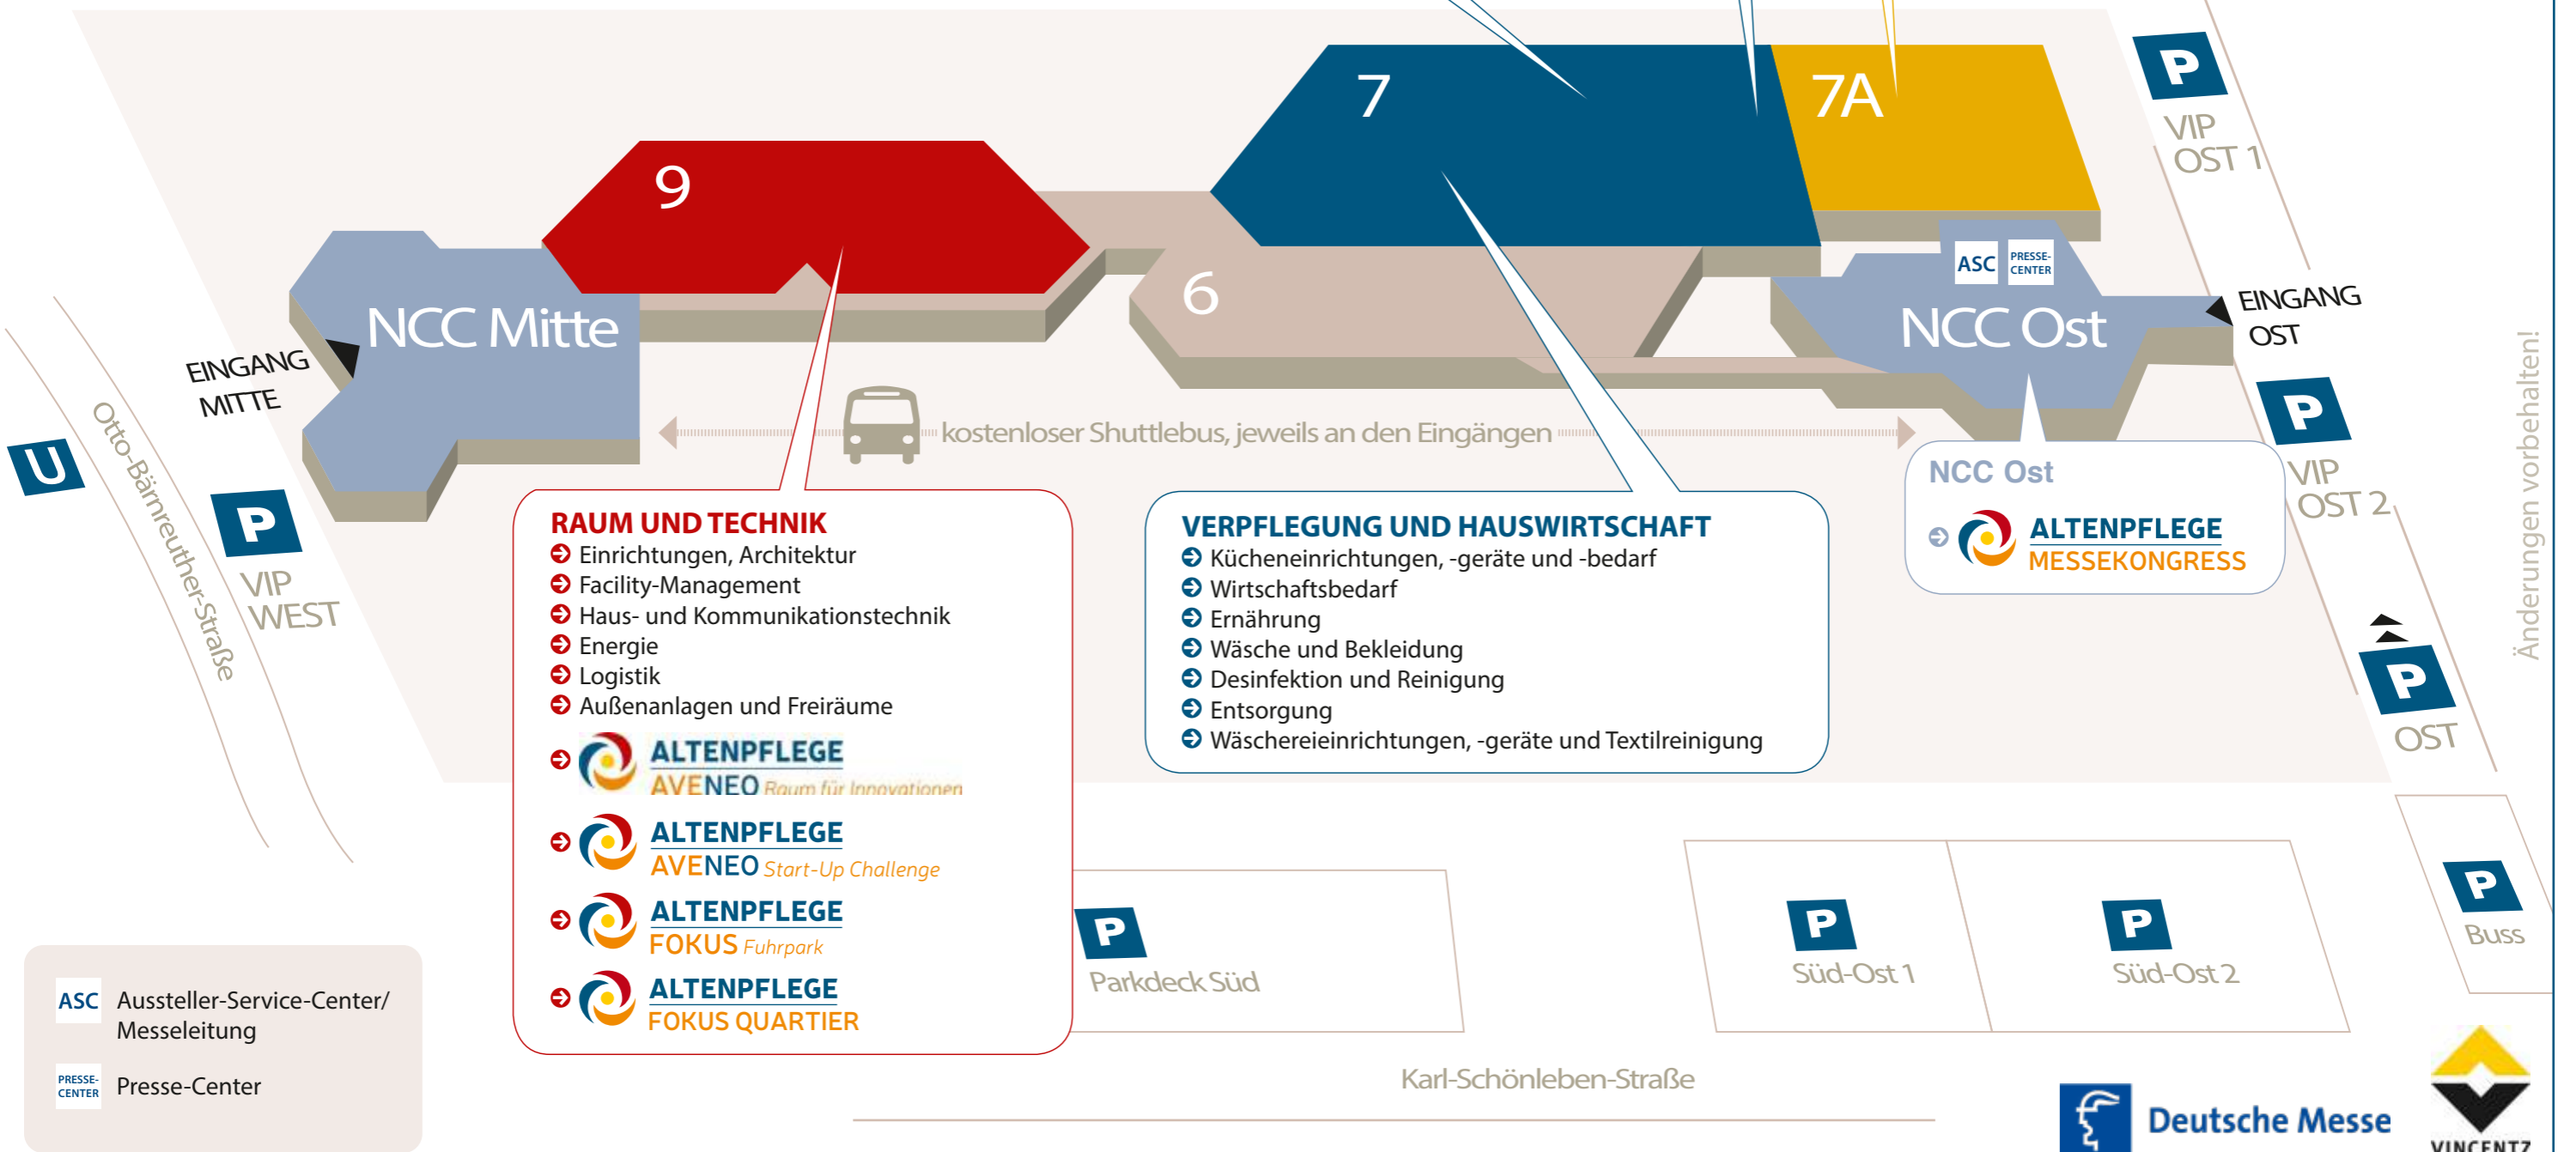 7
7A
P
VIP
OST 1
9
6
NCC Mitte
EINGANG
MITTE
ASC
PRESSE-
CENTER
NCC Ost
EINGANG
OST
Änderungen vorbehalten!
U
Otto-Bärnreuther-Straße
P
VIP
WEST
kostenloser Shuttlebus, jeweils an den Eingängen
P
VIP
OST 2
NCC Ost
ALTENPFLEGE
MESSEKONGRESS
RAUM UND TECHNIK
Einrichtungen, Architektur
Facility-Management
Haus- und Kommunikationstechnik
Energie
Logistik
Außenanlagen und Freiräume
ALTENPFLEGE
AVENEO Raum für Innovationen
ALTENPFLEGE
AVENEO Start-Up Challenge
ALTENPFLEGE
FOKUS Fuhrpark
ALTENPFLEGE
FOKUS QUARTIER
VERPFLEGUNG UND HAUSWIRTSCHAFT
Kücheneinrichtungen, -geräte und -bedarf
Wirtschaftsbedarf
Ernährung
Wäsche und Bekleidung
Desinfektion und Reinigung
Entsorgung
Wäschereieinrichtungen, -geräte und Textilreinigung
P
OST
P
Parkdeck Süd
P
Süd-Ost 1
P
Süd-Ost 2
P
Buss
ASC Aussteller-Service-Center/
Messeleitung
PRESSE-
CENTER Presse-Center
Karl-Schönleben-Straße
Deutsche Messe
VINCENTZ